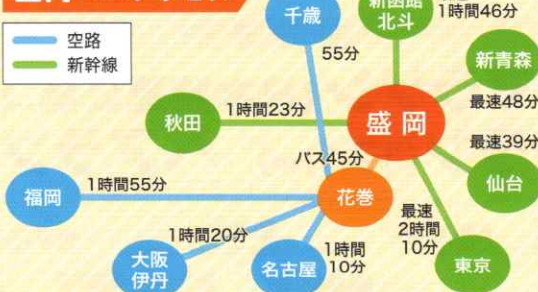 千歳
新函館
北斗
1時間46分
空路
新幹線
55分
新青森
最速48分
秋田
1時間23分
盛岡
最速39分
バス45分
仙台
福岡
1時間55分
花巻
最速
2時間
10分
1時間20分
大阪
伊丹
名古屋
1時間
10分
東京